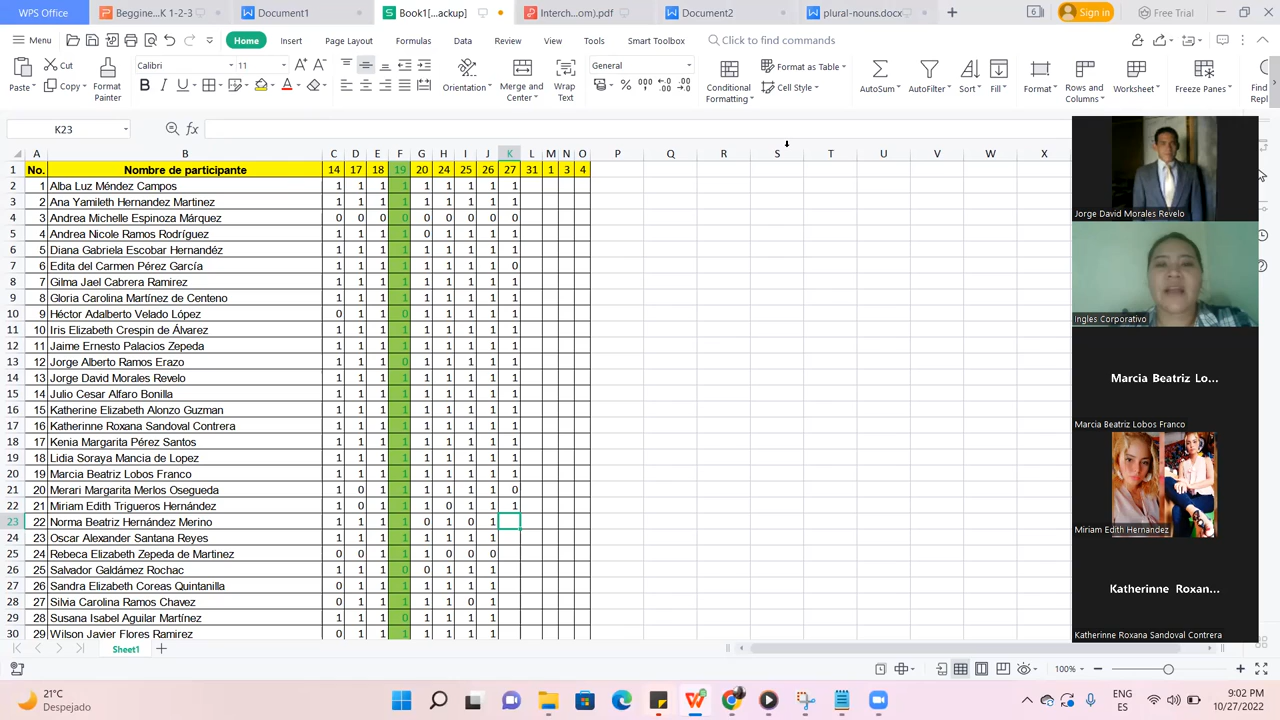 WPS Office
Beggine...K 1-2-3
Document1
Book1[...ackup]
Interch...om).pdf
Document2
plural-nouns.docx
Sign in
Free Trial
Menu
Home
Insert
Page Layout
Formulas
Data
Review
View
Tools
Smart Toolbox
Click to find commands
Paste
Cut
Copy
Format Painter
Calibri
11
Orientation
Merge and Center
Wrap Text
General
Conditional Formatting
Format as Table
Cell Style
AutoSum
AutoFilter
Sort
Fill
Format
Rows and Columns
Worksheet
Freeze Panes
K23
A B C D E F G H I J K L M N O P Q R S T U V W X
1 No. Nombre de participante 14 17 18 19 20 24 25 26 27 31 1 3 4
2 1 Alba Luz Méndez Campos 1 1 1 1 1 1 1 1 1
3 2 Ana Yamileth Hernandez Martinez 1 1 1 1 1 1 1 1 1
4 3 Andrea Michelle Espinoza Márquez 0 0 0 0 0 0 0 0 0
5 4 Andrea Nicole Ramos Rodríguez 1 1 1 1 0 1 1 1 1
6 5 Diana Gabriela Escobar Hernandéz 1 1 1 1 1 1 1 1 1
7 6 Edita del Carmen Pérez García 1 1 1 1 1 1 1 1 0
8 7 Gilma Jael Cabrera Ramirez 1 1 1 1 1 1 1 1 1
9 8 Gloria Carolina Martínez de Centeno 1 1 1 1 1 1 1 1 1
10 9 Héctor Adalberto Velado López 0 1 1 0 1 1 1 1 1
11 10 Iris Elizabeth Crespin de Álvarez 1 1 1 1 1 1 1 1 1
12 11 Jaime Ernesto Palacios Zepeda 1 1 1 1 1 1 1 1 1
13 12 Jorge Alberto Ramos Erazo 1 1 1 0 1 1 1 1 1
14 13 Jorge David Morales Revelo 1 1 1 1 1 1 1 1 1
15 14 Julio Cesar Alfaro Bonilla 1 1 1 1 1 1 1 1 1
16 15 Katherine Elizabeth Alonzo Guzman 1 1 1 1 1 1 1 1 1
17 16 Katherine Roxana Sandoval Contrera 1 1 1 1 1 1 1 1 1
18 17 Kenia Margarita Pérez Santos 1 1 1 1 1 1 1 1 1
19 18 Lidia Soraya Mancia de Lopez 1 1 1 1 1 1 1 1 1
20 19 Marcia Beatriz Lobos Franco 1 1 1 1 1 1 1 1 1
21 20 Merari Margarita Merlos Osegueda 1 0 1 1 1 1 1 1 0
22 21 Miriam Edith Trigueros Hernández 1 0 1 1 1 0 1 1 1
23 22 Norma Beatriz Hernández Merino 1 1 1 1 0 1 0 1
24 23 Oscar Alexander Santana Reyes 1 1 1 1 1 1 1 1
25 24 Rebeca Elizabeth Zepeda de Martinez 0 0 1 1 1 0 0 0
26 25 Salvador Galdámez Rochac 1 1 1 0 0 1 1 1
27 26 Sandra Elizabeth Coreas Quintanilla 0 1 1 1 1 1 1 1
28 27 Silvia Carolina Ramos Chavez 0 1 1 1 1 1 0 1
29 28 Susana Isabel Aguilar Martínez 1 1 1 0 1 1 1 1
30 29 Wilson Javier Flores Ramirez 0 1 1 1 1 1 1 1
Jorge David Morales Revelo
Ingles Corporativo
Marcia Beatriz Lo...
Marcia Beatriz Lobos Franco
Miriam Edith Hernandez
Katherinne Roxan...
Katherinne Roxana Sandoval Contrera
Sheet1
100%
21°C
Despejado
ENG
ES
9:02 PM
10/27/2022